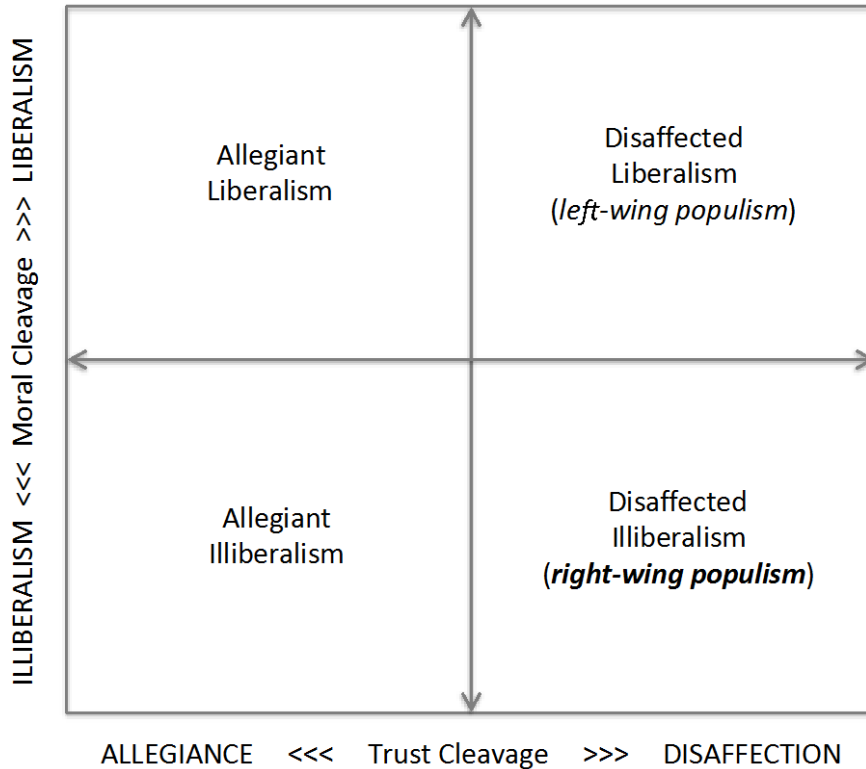 ILLIBERALISM <<< Moral Cleavage >>> LIBERALISM
Allegiant
Liberalism
Disaffected
Liberalism
(left-wing populism)
Allegiant
Illiberalism
Disaffected
Illiberalism
(right-wing populism)
ALLEGIANCE <<< Trust Cleavage >>> DISAFFECTION